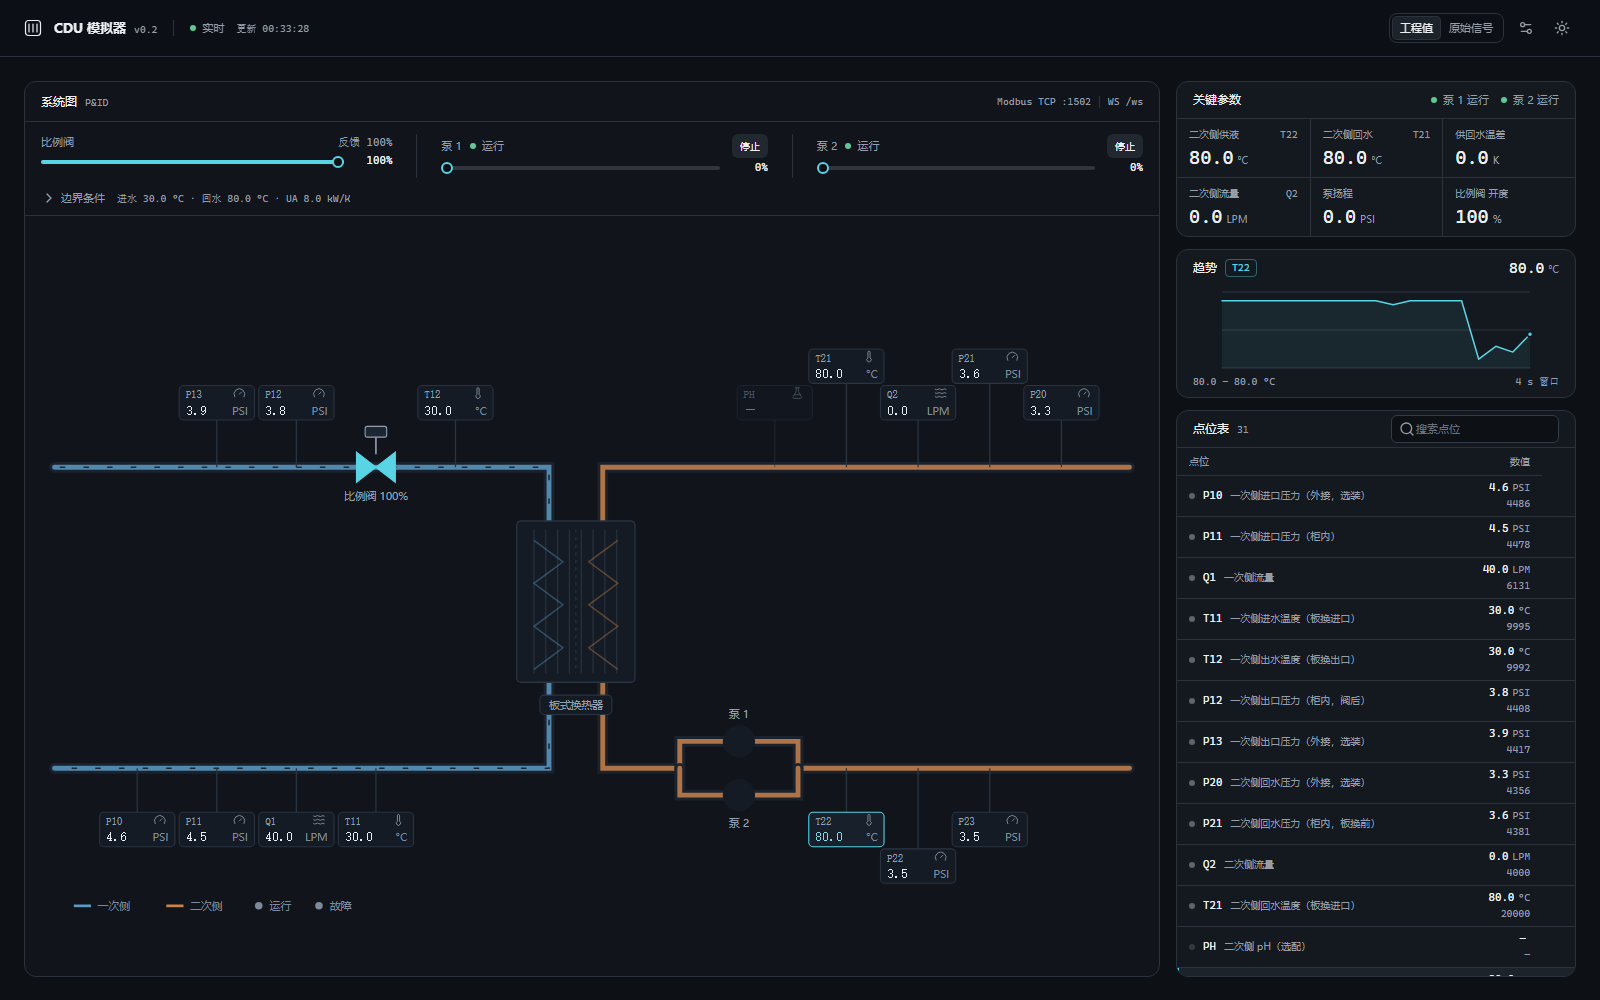 CDU 模拟器 v0.2 实时 更新 00:33:28 工程值 原始信号
系统图 P&ID Modbus TCP :1502 WS /ws
比例阀 反馈 100%
100%
泵 1 运行 停止
0%
泵 2 运行 停止
0%
边界条件 进水 30.0 °C · 回水 80.0 °C · UA 8.0 kW/K
T21
80.0 °C
P21
3.6 PSI
P13
3.9 PSI
P12
3.8 PSI
T12
30.0 °C
PH
—
Q2
0.0 LPM
P20
3.3 PSI
比例阀 100%
板式换热器
泵 1
泵 2
P10
4.6 PSI
P11
4.5 PSI
Q1
40.0 LPM
T11
30.0 °C
T22
80.0 °C
P23
3.5 PSI
P22
3.5 PSI
一次侧 二次侧 运行 故障
关键参数 泵 1 运行 泵 2 运行
二次侧供液 T22
80.0 °C
二次侧回水 T21
80.0 °C
供回水温差
0.0 K
二次侧流量 Q2
0.0 LPM
泵扬程
0.0 PSI
比例阀 开度
100 %
趋势 T22 80.0 °C
80.0 — 80.0 °C 4 s 窗口
点位表 31 搜索点位
点位 数值
P10 一次侧进口压力（外接，选装） 4.6 PSI
4486
P11 一次侧进口压力（柜内） 4.5 PSI
4478
Q1 一次侧流量 40.0 LPM
6131
T11 一次侧进水温度（板换进口） 30.0 °C
9995
T12 一次侧出水温度（板换出口） 30.0 °C
9992
P12 一次侧出口压力（柜内，阀后） 3.8 PSI
4408
P13 一次侧出口压力（外接，选装） 3.9 PSI
4417
P20 二次侧回水压力（外接，选装） 3.3 PSI
4356
P21 二次侧回水压力（柜内，板换前） 3.6 PSI
4381
Q2 二次侧流量 0.0 LPM
4000
T21 二次侧回水温度（板换进口） 80.0 °C
20000
PH 二次侧 pH（选配） —
—